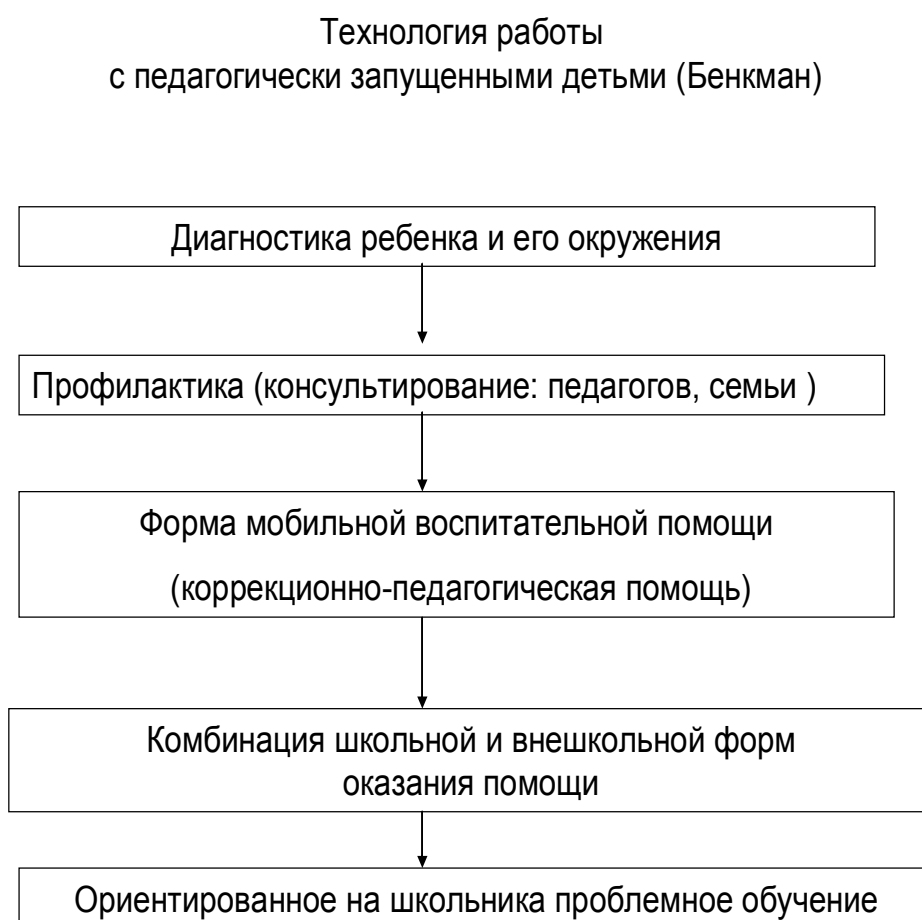 Технология работы
с педагогически запущенными детьми (Бенкман)
Диагностика ребенка и его окружения
Профилактика (консультирование: педагогов, семьи )
Форма мобильной воспитательной помощи
(коррекционно-педагогическая помощь)
Комбинация школьной и внешкольной форм
оказания помощи
Ориентированное на школьника проблемное обучение